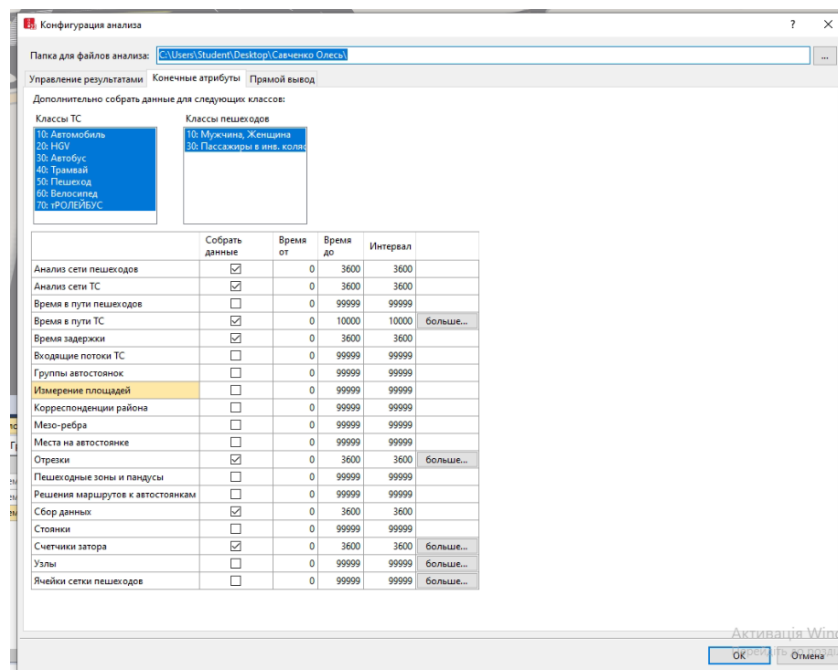 Конфигурация анализа
? ×
Папка для файлов анализа: C:\Users\Student\Desktop\Савченко Олесь\ ...
Управление результатами Конечные атрибуты Прямой вывод
Дополнительно собрать данные для следующих классов:
Классы ТС Классы пешеходов
10: Автомобиль 10: Мужчина, Женщина
20: HGV 30: Пассажиры в инв. коляс
30: Автобус
40: Трамвай
50: Пешеход
60: Велосипед
70: тРОЛЕЙБУС
Собрать данные Время от Время до Интервал
Анализ сети пешеходов 0 3600 3600
Анализ сети ТС 0 3600 3600
Время в пути пешеходов 0 99999 99999
Время в пути ТС 0 10000 10000 больше...
Время задержки 0 3600 3600
Входящие потоки ТС 0 99999 99999
Группы автостоянок 0 99999 99999
Измерение площадей 0 99999 99999
Корреспонденции района 0 99999 99999
Мезо-ребра 0 99999 99999
Места на автостоянке 0 99999 99999
Отрезки 0 3600 3600 больше...
Пешеходные зоны и пандусы 0 99999 99999
Решения маршрутов к автостоянкам 0 99999 99999
Сбор данных 0 3600 3600
Стоянки 0 99999 99999
Счетчики затора 0 3600 3600 больше...
Узлы 0 99999 99999 больше...
Ячейки сетки пешеходов 0 99999 99999 больше...
Активація Wind
OK Отмена